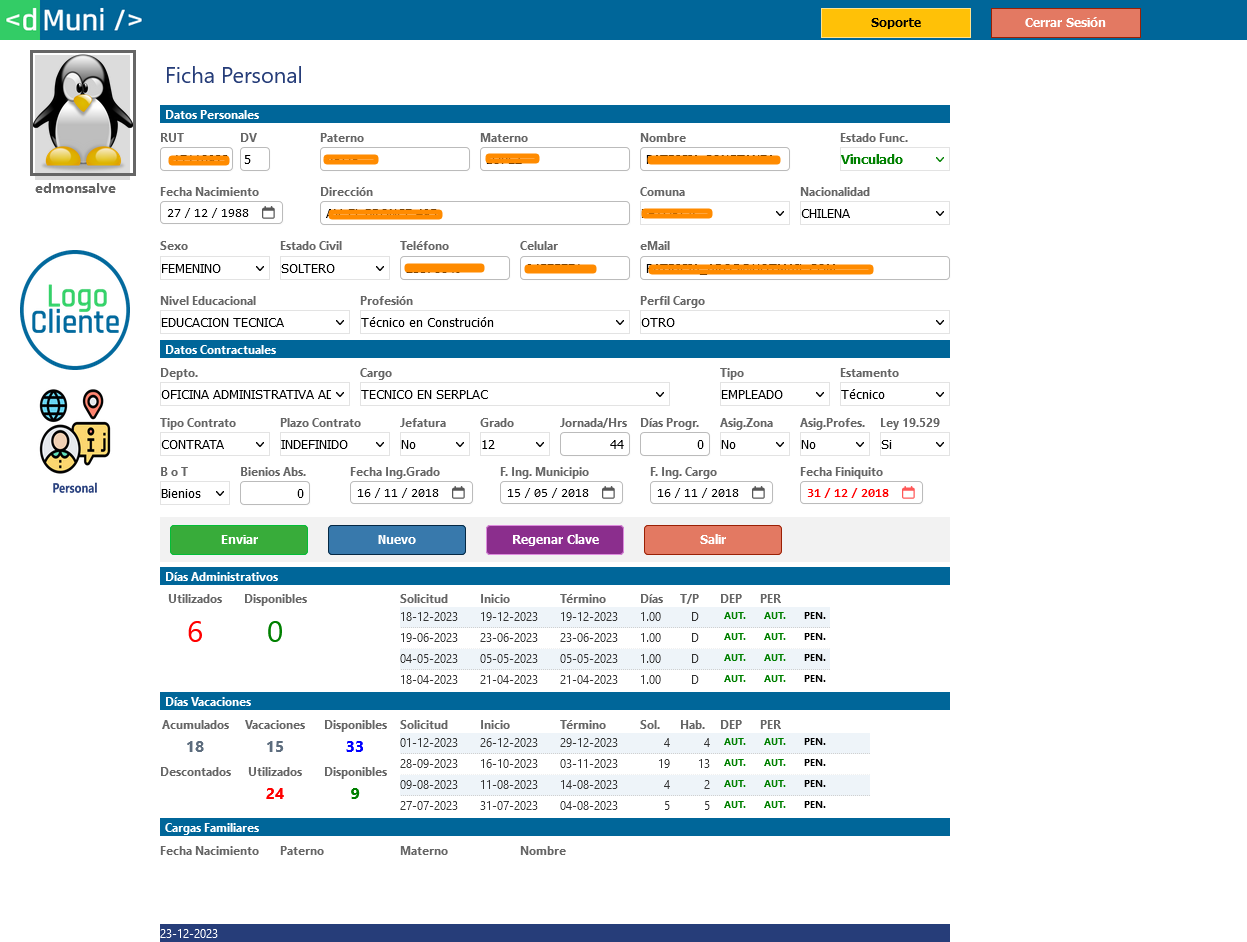 <d Muni />
Soporte
Cerrar Sesión
edmonsalve
Logo
Cliente
Personal
Ficha Personal
Datos Personales
RUT DV Paterno Materno Nombre Estado Func.
5 Vinculado
Fecha Nacimiento Dirección Comuna Nacionalidad
27 / 12 / 1988 CHILENA
Sexo Estado Civil Teléfono Celular eMail
FEMENINO SOLTERO
Nivel Educacional Profesión Perfil Cargo
EDUCACION TECNICA Técnico en Construción OTRO
Datos Contractuales
Depto. Cargo Tipo Estamento
OFICINA ADMINISTRATIVA AD TECNICO EN SERPLAC EMPLEADO Técnico
Tipo Contrato Plazo Contrato Jefatura Grado Jornada/Hrs Días Progr. Asig.Zona Asig.Profes. Ley 19.529
CONTRATA INDEFINIDO No 12 44 0 No No Si
B o T Bienios Abs. Fecha Ing.Grado F. Ing. Municipio F. Ing. Cargo Fecha Finiquito
Bienios 0 16 / 11 / 2018 15 / 05 / 2018 16 / 11 / 2018 31 / 12 / 2018
Enviar Nuevo Regenar Clave Salir
Días Administrativos
Utilizados Disponibles Solicitud Inicio Término Días T/P DEP PER
6 0
18-12-2023 19-12-2023 19-12-2023 1.00 D AUT. AUT. PEN.
19-06-2023 23-06-2023 23-06-2023 1.00 D AUT. AUT. PEN.
04-05-2023 05-05-2023 05-05-2023 1.00 D AUT. AUT. PEN.
18-04-2023 21-04-2023 21-04-2023 1.00 D AUT. AUT. PEN.
Días Vacaciones
Acumulados Vacaciones Disponibles Solicitud Inicio Término Sol. Hab. DEP PER
18 15 33 01-12-2023 26-12-2023 29-12-2023 4 4 AUT. AUT. PEN.
28-09-2023 16-10-2023 03-11-2023 19 13 AUT. AUT. PEN.
Descontados Utilizados Disponibles
09-08-2023 11-08-2023 14-08-2023 4 2 AUT. AUT. PEN.
24 9
27-07-2023 31-07-2023 04-08-2023 5 5 AUT. AUT. PEN.
Cargas Familiares
Fecha Nacimiento Paterno Materno Nombre
23-12-2023